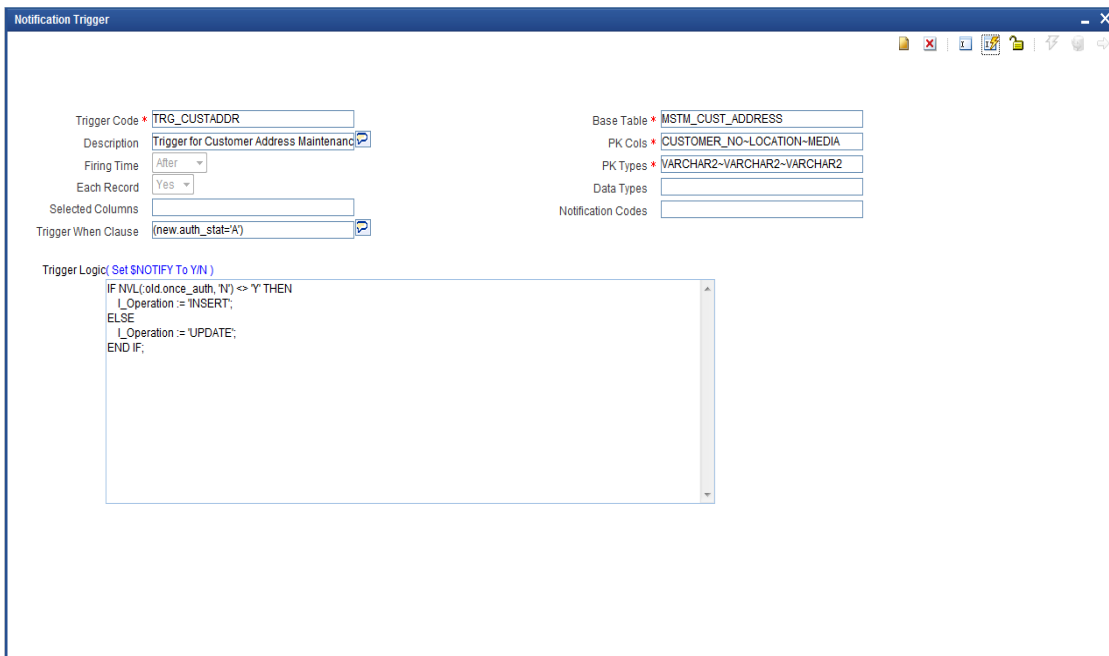 Notification Trigger
Trigger Code * TRG_CUSTADDR
Base Table * MSTM_CUST_ADDRESS
Description Trigger for Customer Address Maintenanc
PK Cols * CUSTOMER_NO~LOCATION~MEDIA
Firing Time After
PK Types * VARCHAR2~VARCHAR2~VARCHAR2
Each Record Yes
Data Types
Selected Columns
Notification Codes
Trigger When Clause (new.auth_stat='A')
Trigger Logic( Set $NOTIFY To Y/N )
IF NVL(:old.once_auth, 'N') <> 'Y' THEN
l_Operation := 'INSERT';
ELSE
l_Operation := 'UPDATE';
END IF;